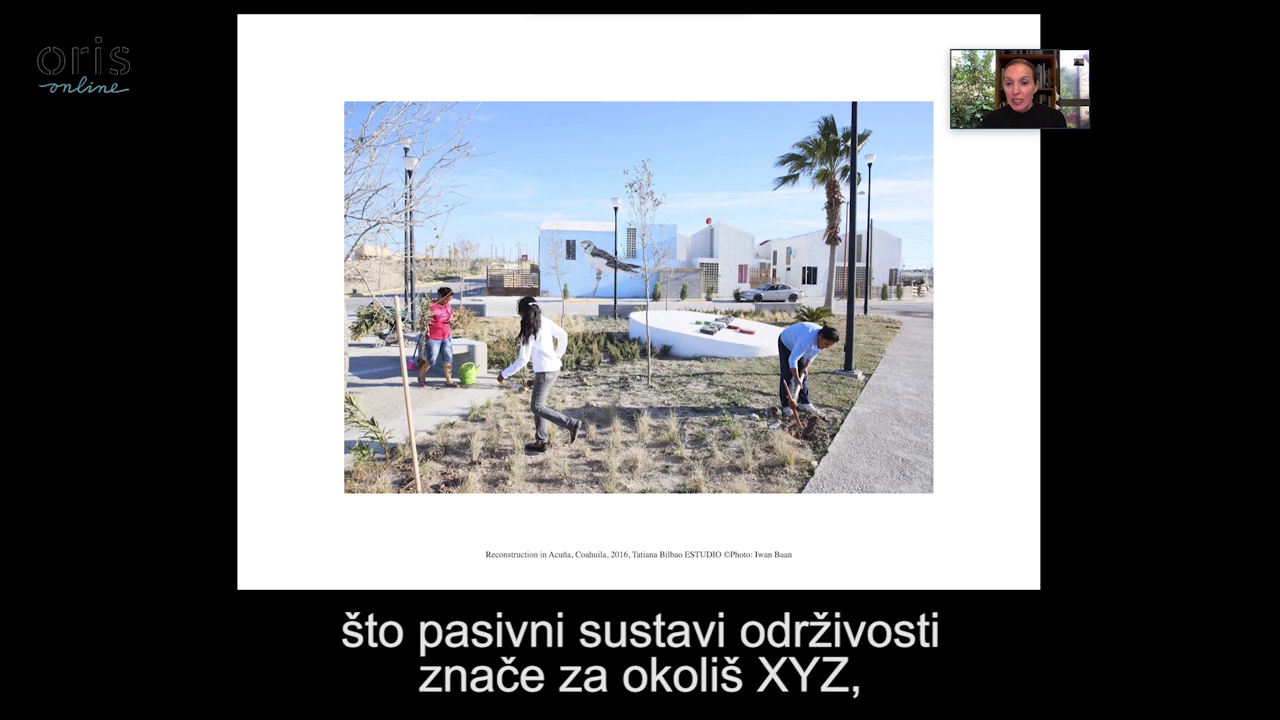 oris
online
Reconstruction in Acuña, Coahuila, 2016, Tatiana Bilbao ESTUDIO ©Photo: Iwan Baan
što pasivni sustavi održivosti
znače za okoliš XYZ,